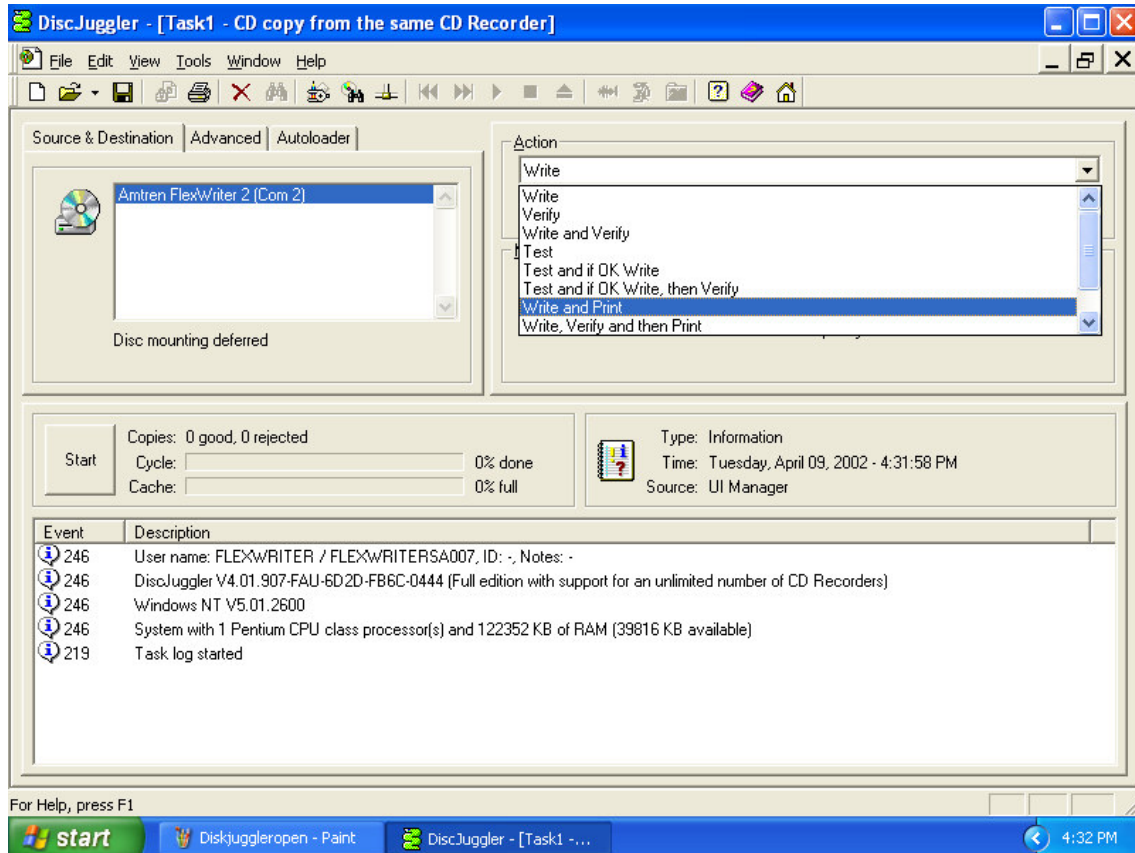 DiscJuggler - [Task1 - CD copy from the same CD Recorder]
File Edit View Tools Window Help
Source & Destination Advanced Autoloader
Amtren FlexWriter 2 (Com 2)
Disc mounting deferred
Action
Write
Write
Verify
Write and Verify
Test
Test and if OK Write
Test and if OK Write, then Verify
Write and Print
Write, Verify and then Print
Start
Copies: 0 good, 0 rejected
Cycle: 0% done
Cache: 0% full
Type: Information
Time: Tuesday, April 09, 2002 - 4:31:58 PM
Source: UI Manager
Event Description
246 User name: FLEXWRITER / FLEXWRITERSA007, ID: -, Notes: -
246 DiscJuggler V4.01.907-FAU-6D2D-FB6C-0444 (Full edition with support for an unlimited number of CD Recorders)
246 Windows NT V5.01.2600
246 System with 1 Pentium CPU class processor(s) and 122352 KB of RAM (39816 KB available)
219 Task log started
For Help, press F1
start Diskjuggleropen - Paint DiscJuggler - [Task1 -... 4:32 PM